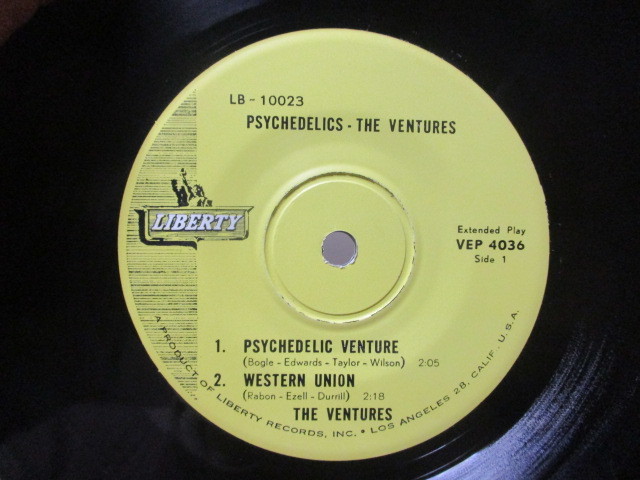 LB - 10023
PSYCHEDELICS - THE VENTURES
LIBERTY
Extended Play
VEP 4036
Side 1
1. PSYCHEDELIC VENTURE
(Bogle - Edwards - Taylor - Wilson) 2:05
2. WESTERN UNION
(Rabon - Ezell - Durrill) 2:18
THE VENTURES
A PRODUCT OF LIBERTY RECORDS, INC. • LOS ANGELES 28, CALIF. U.S.A.